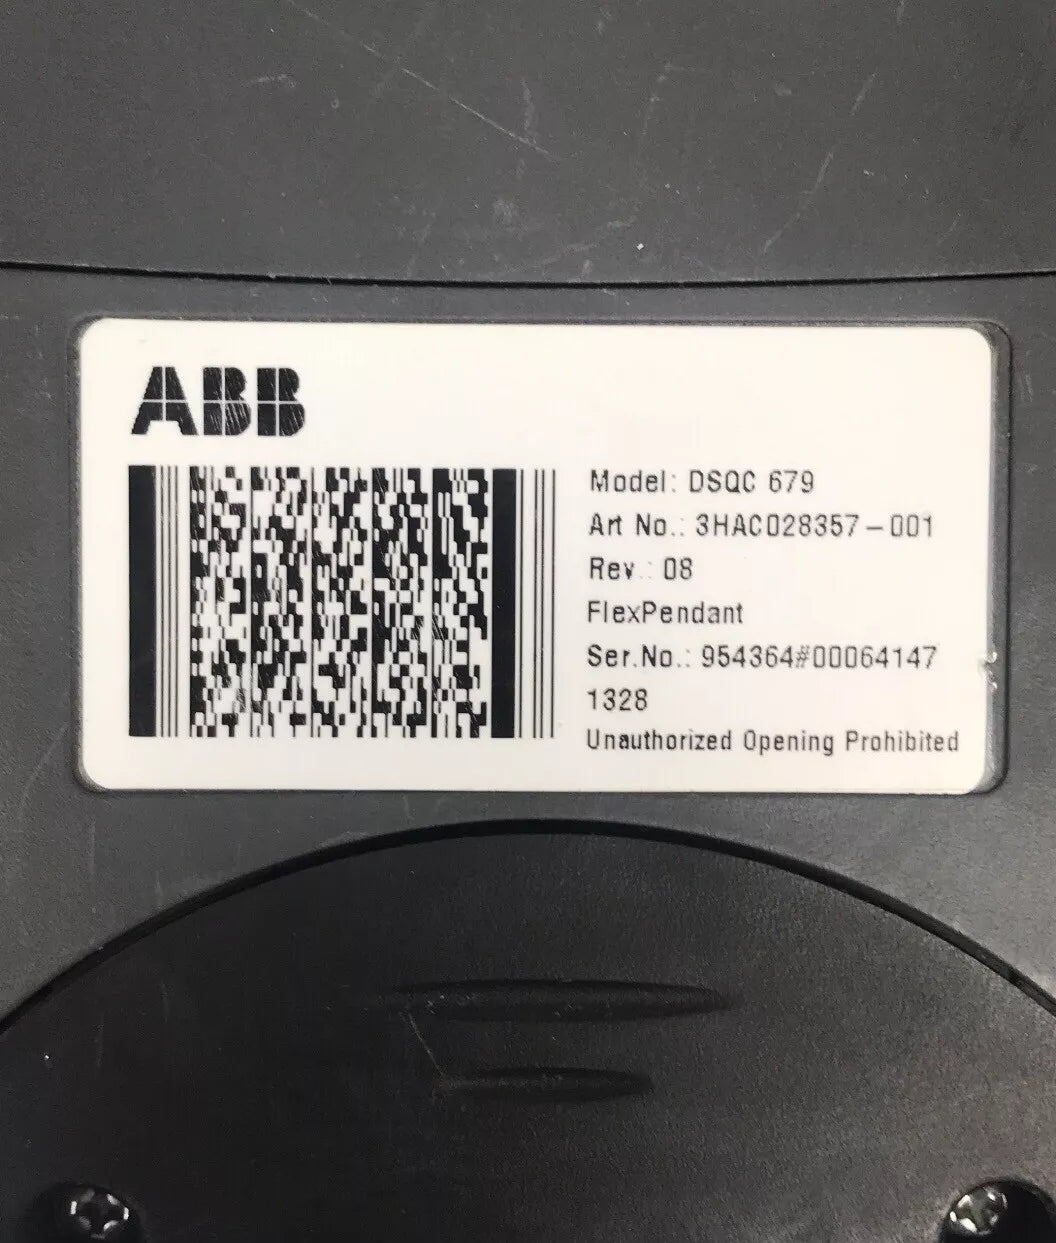 ABB
Model: DSQC 679
Art No.: 3HAC028357-001
Rev.: 08
FlexPendant
Ser.No.: 954364#00064147
1328
Unauthorized Opening Prohibited